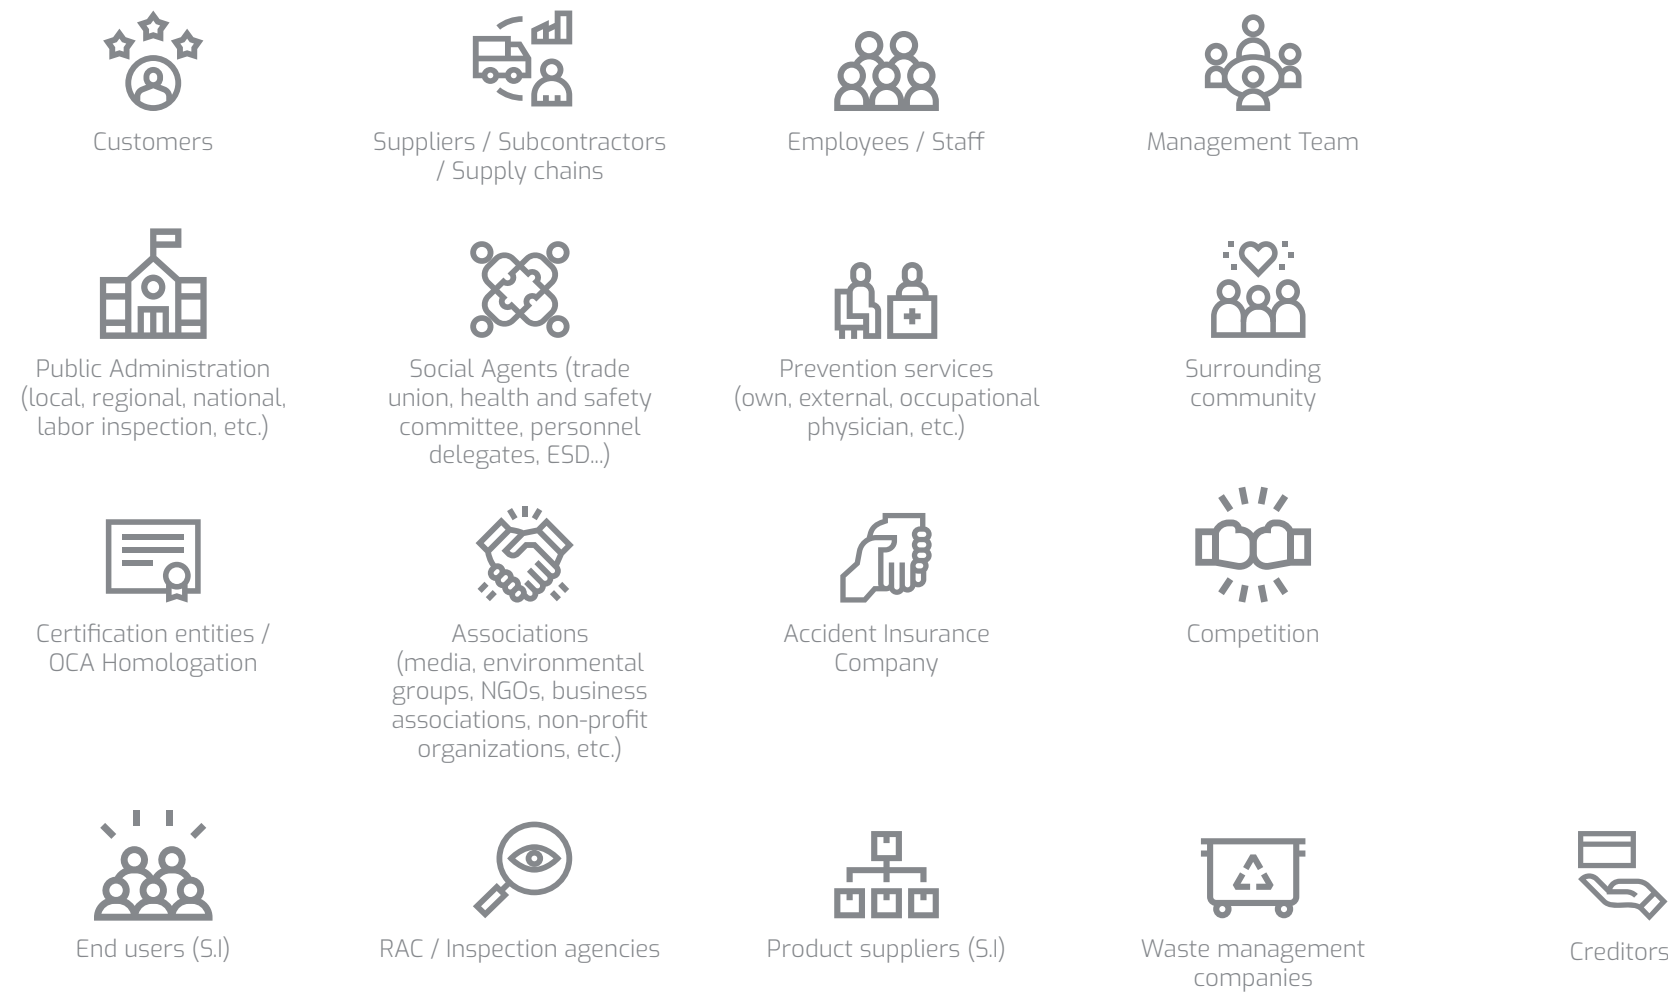 Customers
Suppliers / Subcontractors
/ Supply chains
Employees / Staff
Management Team
Public Administration
(local, regional, national,
labor inspection, etc.)
Social Agents (trade
union, health and safety
committee, personnel
delegates, ESD...)
Prevention services
(own, external, occupational
physician, etc.)
Surrounding
community
Certification entities /
OCA Homologation
Associations
(media, environmental
groups, NGOs, business
associations, non-profit
organizations, etc.)
Accident Insurance
Company
Competition
End users (S.I)
RAC / Inspection agencies
Product suppliers (S.I)
Waste management
companies
Creditors